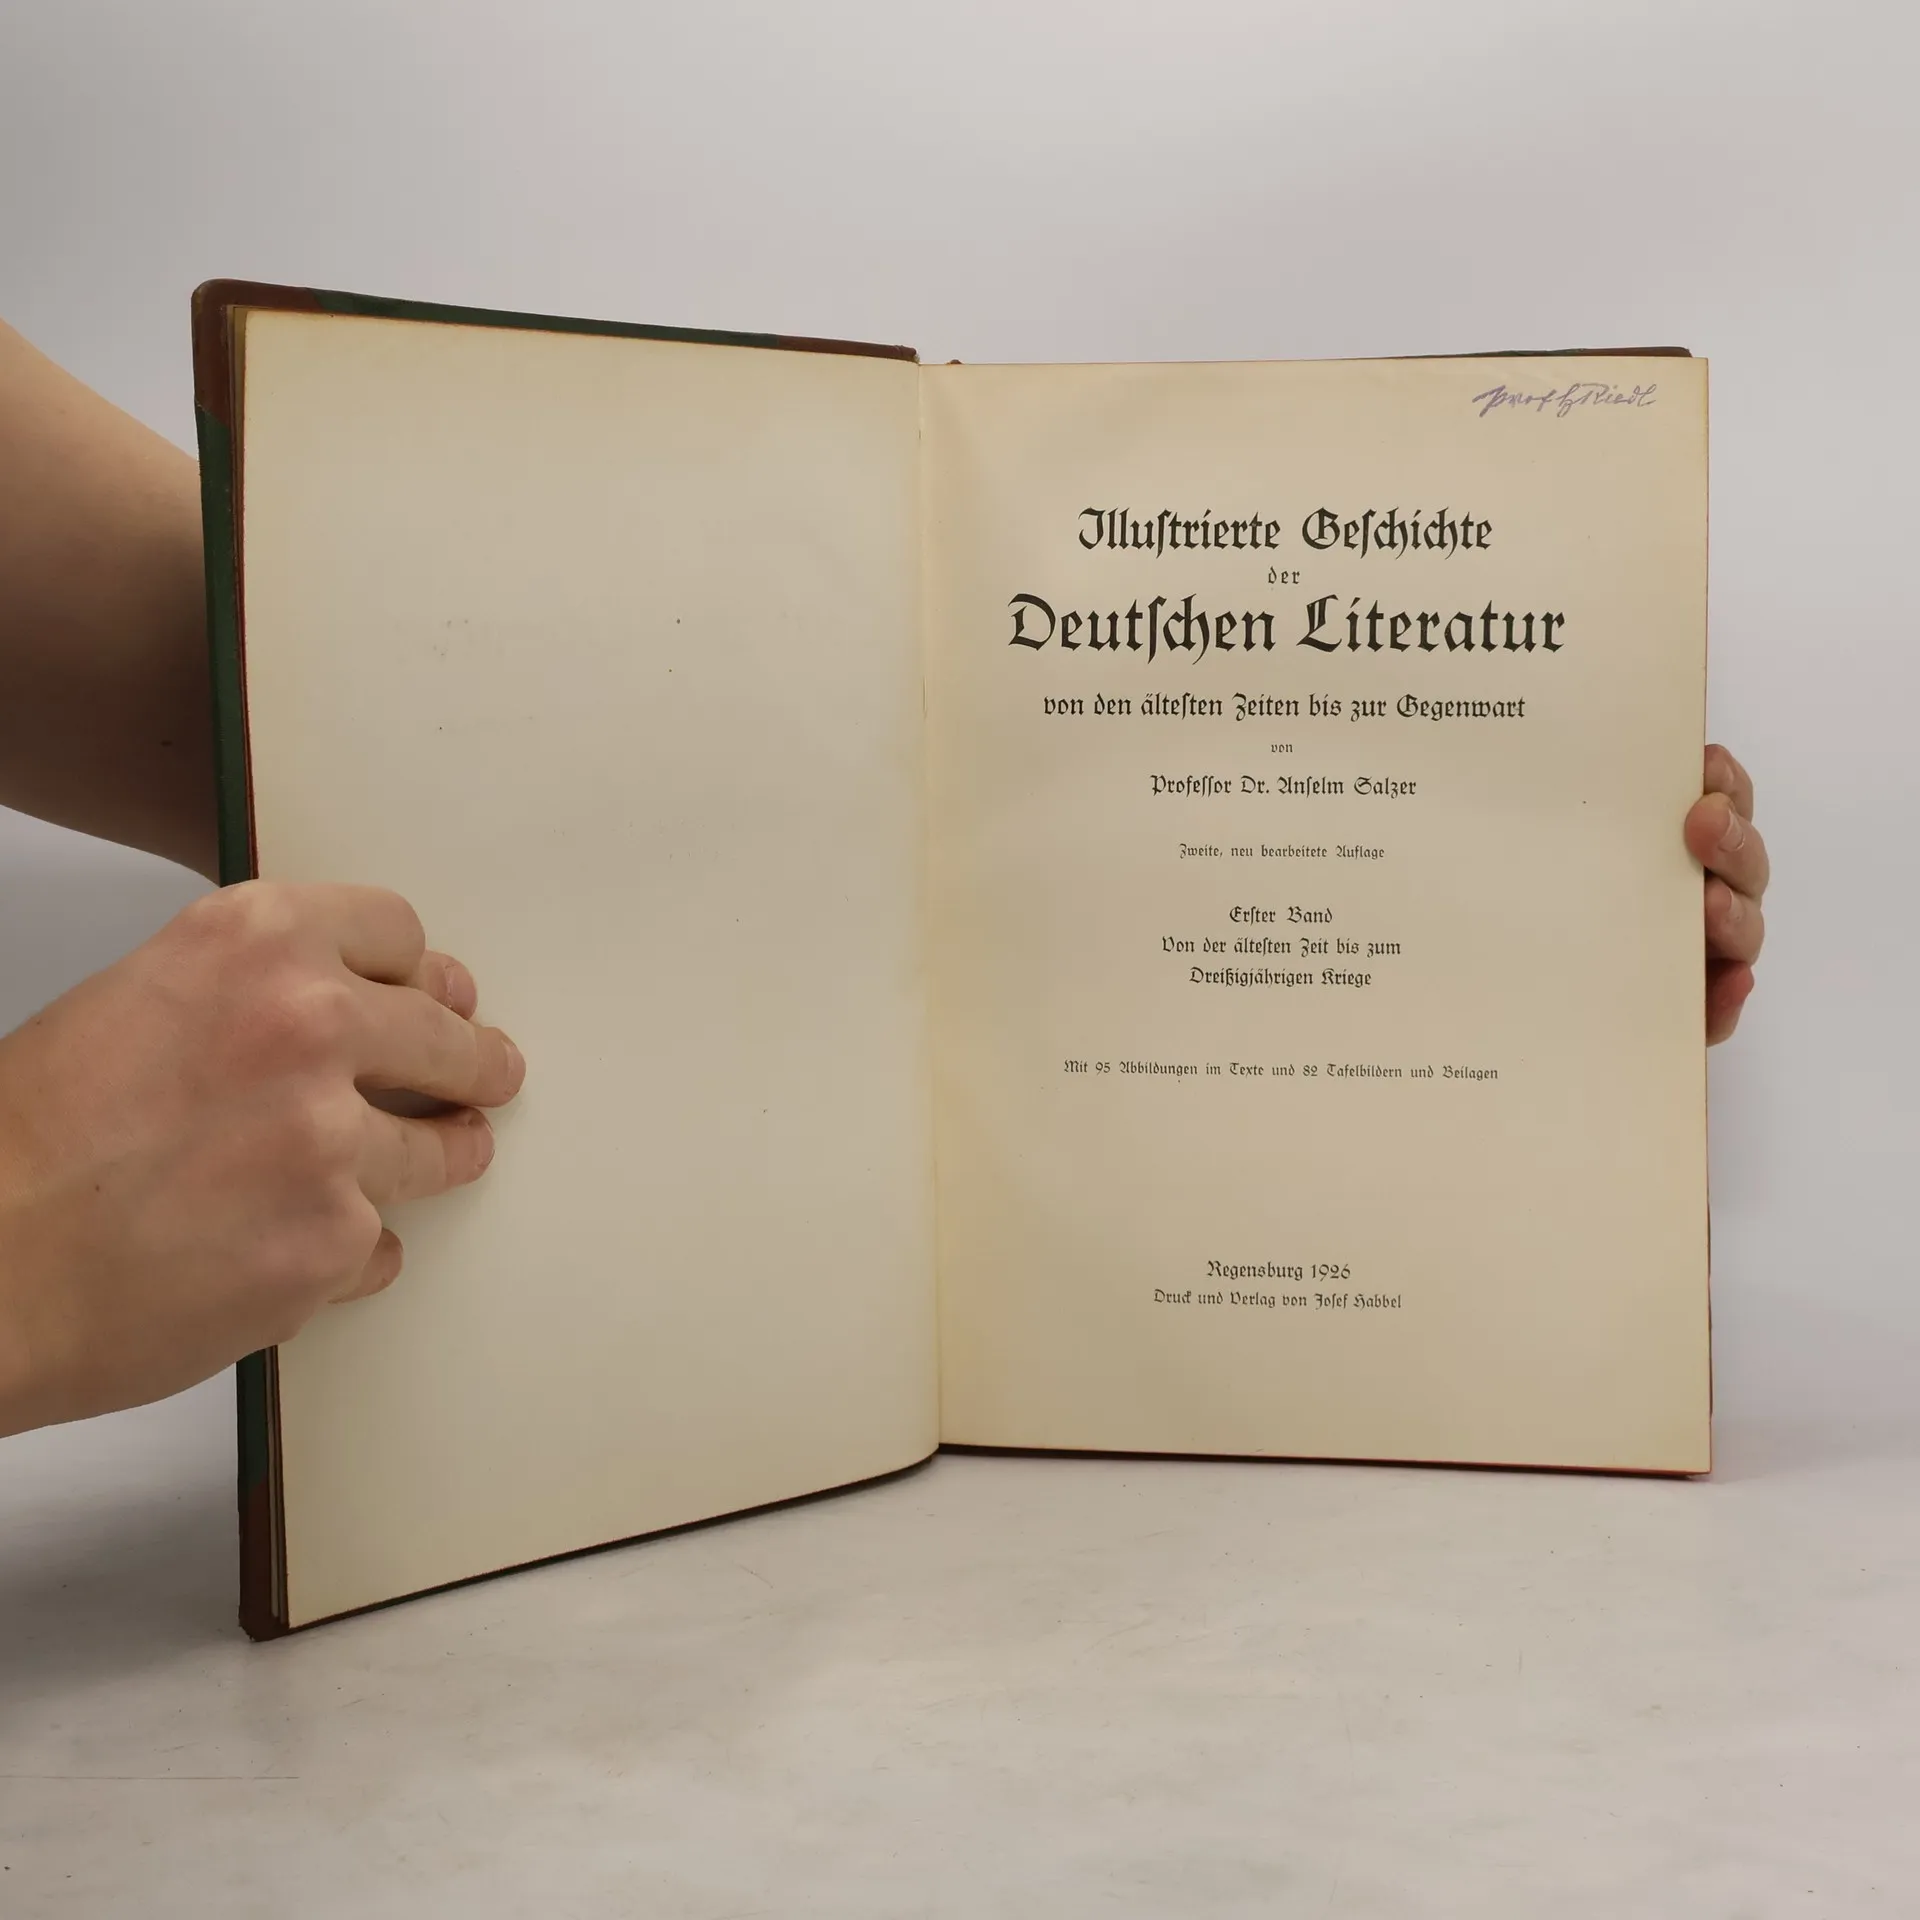 Prof H Riedl
Illustrierte Geschichte
der
Deutschen Literatur
von den ältesten Zeiten bis zur Gegenwart
von
Professor Dr. Anselm Salzer
Zweite, neu bearbeitete Auflage
Erster Band
Von der ältesten Zeit bis zum
Dreißigjährigen Kriege
Mit 95 Abbildungen im Texte und 82 Tafelbildern und Beilagen
Regensburg 1926
Druck und Verlag von Josef Habbel